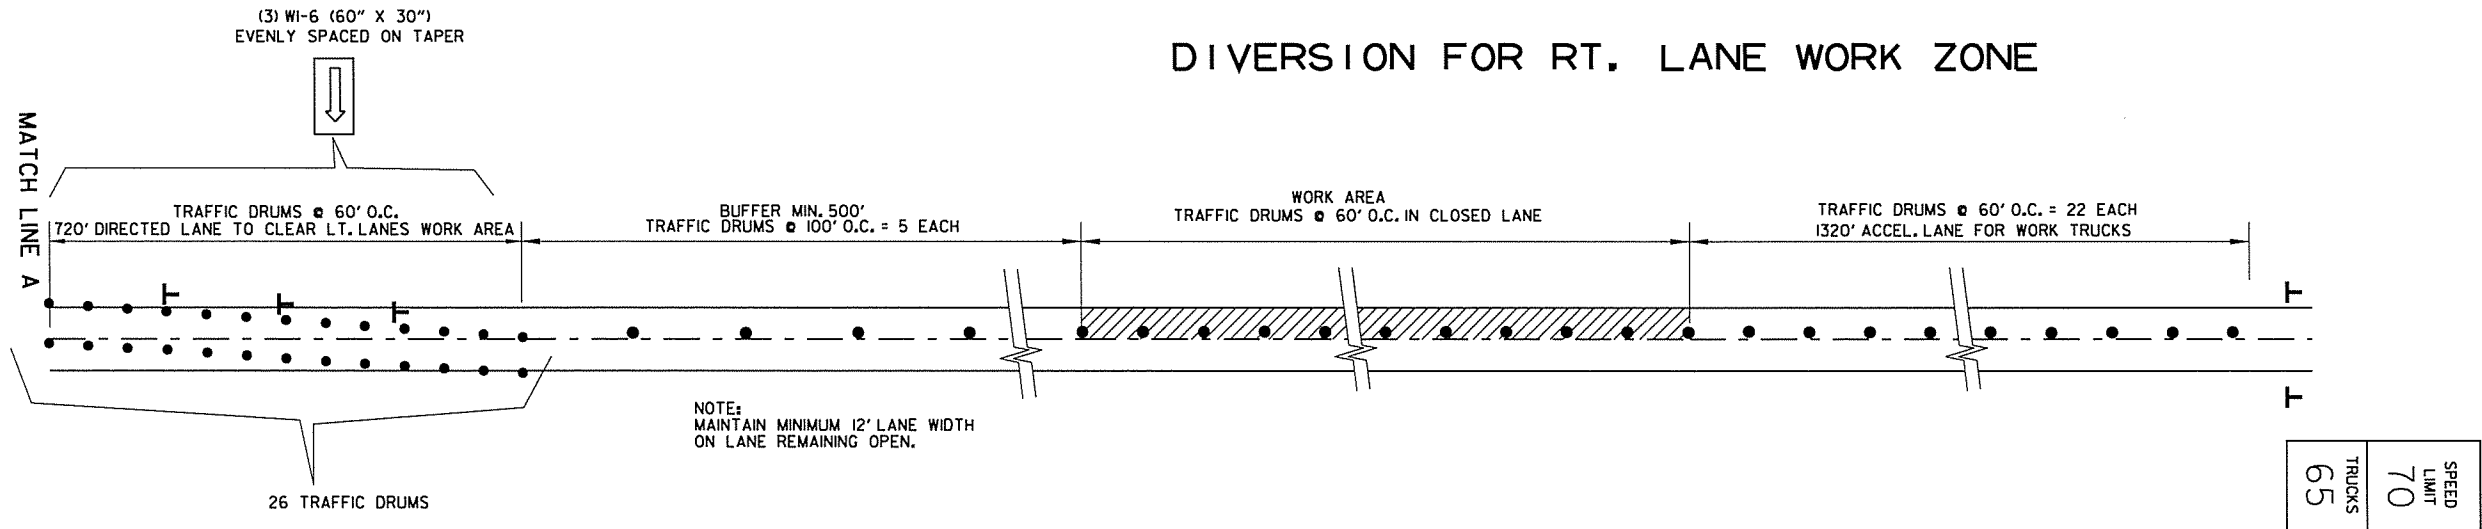 (3) WI-6 (60" X 30")
EVENLY SPACED ON TAPER
DIVERSION FOR RT. LANE WORK ZONE
MATCH LINE A
TRAFFIC DRUMS @ 60' O.C.
720' DIRECTED LANE TO CLEAR LT. LANES WORK AREA
BUFFER MIN. 500'
TRAFFIC DRUMS @ 100' O.C. = 5 EACH
WORK AREA
TRAFFIC DRUMS @ 60' O.C. IN CLOSED LANE
TRAFFIC DRUMS @ 60' O.C. = 22 EACH
1320' ACCEL. LANE FOR WORK TRUCKS
NOTE:
MAINTAIN MINIMUM 12' LANE WIDTH
ON LANE REMAINING OPEN.
26 TRAFFIC DRUMS
SPEED
LIMIT
70
TRUCKS
65